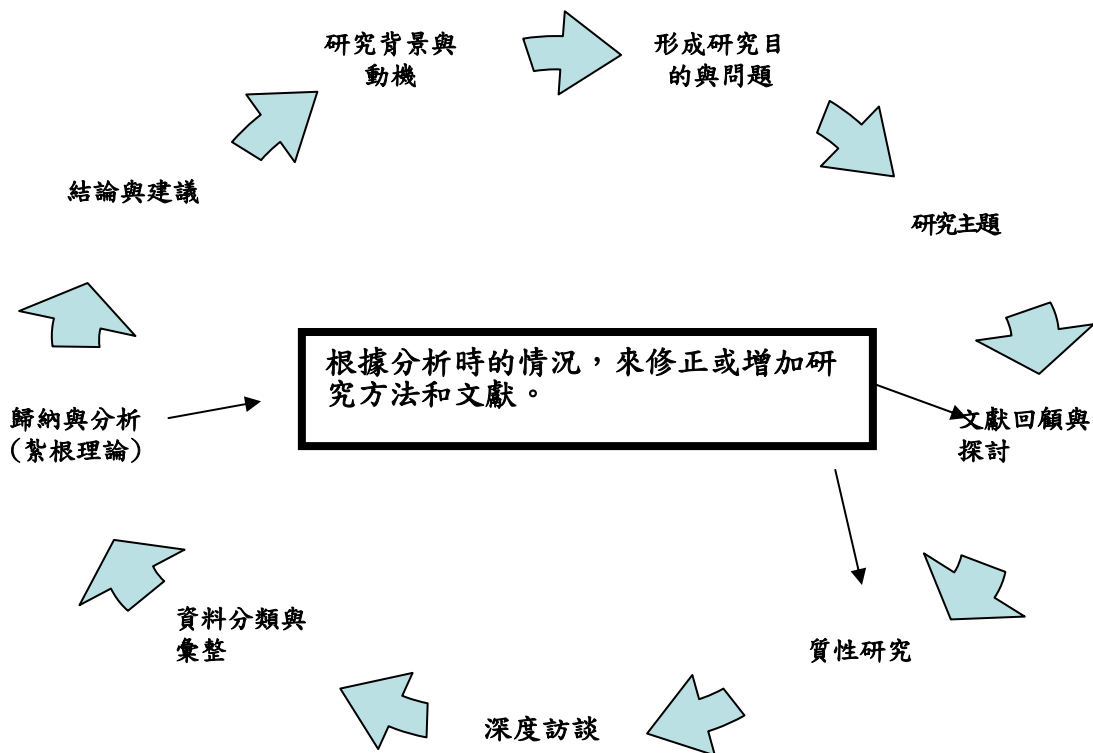 研究背景與
動機
形成研究目
的與問題
研究主題
文獻回顧與
探討
質性研究
深度訪談
資料分類與
彙整
歸納與分析
(紮根理論)
結論與建議
根據分析時的情況，來修正或增加研
究方法和文獻。